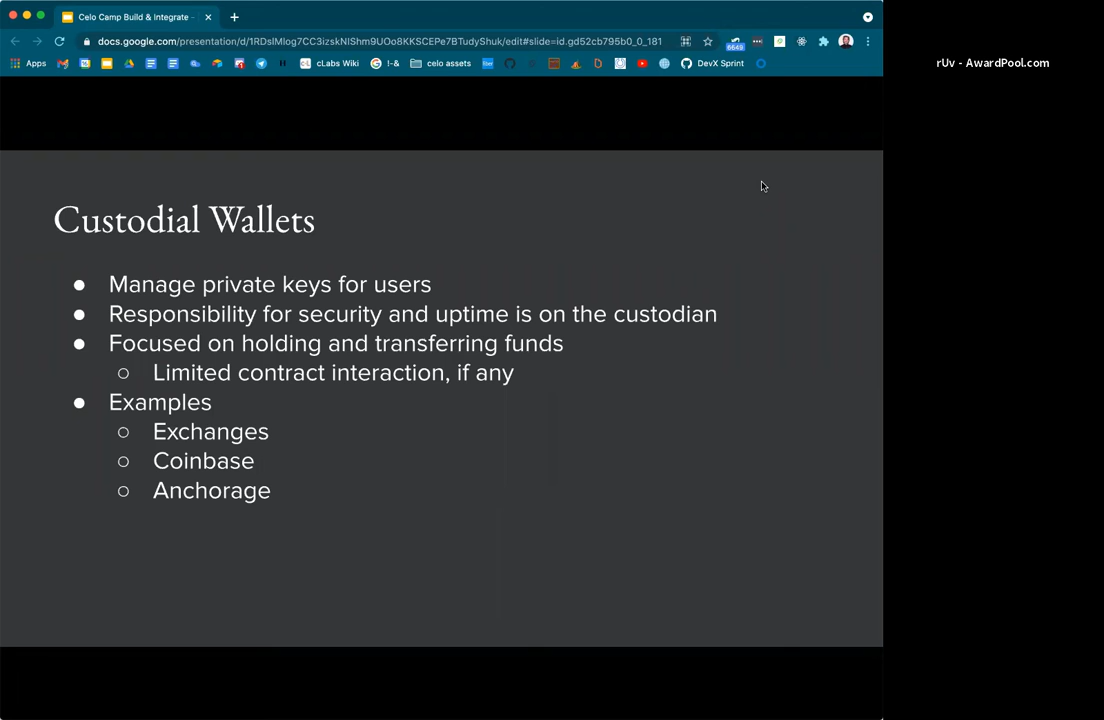 Celo Camp Build & Integrate -
docs.google.com/presentation/d/1RDsIMlog7CC3izskNIShm9UOo8KKSCEPe7BTudyShuk/edit#slide=id.gd52cb795b0_0_181
6649
Apps
cLabs Wiki
!-&
celo assets
DevX Sprint
rUv - AwardPool.com
Custodial Wallets
● Manage private keys for users
● Responsibility for security and uptime is on the custodian
● Focused on holding and transferring funds
○ Limited contract interaction, if any
● Examples
○ Exchanges
○ Coinbase
○ Anchorage